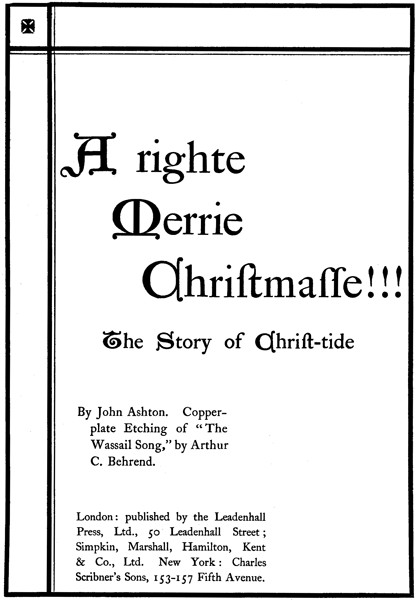 A righte
Merrie
Chriſtmaſſe!!!
The Story of Chriſt-tide
By John Ashton. Copper-
plate Etching of “The
Wassail Song,” by Arthur
C. Behrend.
London: published by the Leadenhall
Press, Ltd., 50 Leadenhall Street;
Simpkin, Marshall, Hamilton, Kent
& Co., Ltd. New York: Charles
Scribner's Sons, 153-157 Fifth Avenue.